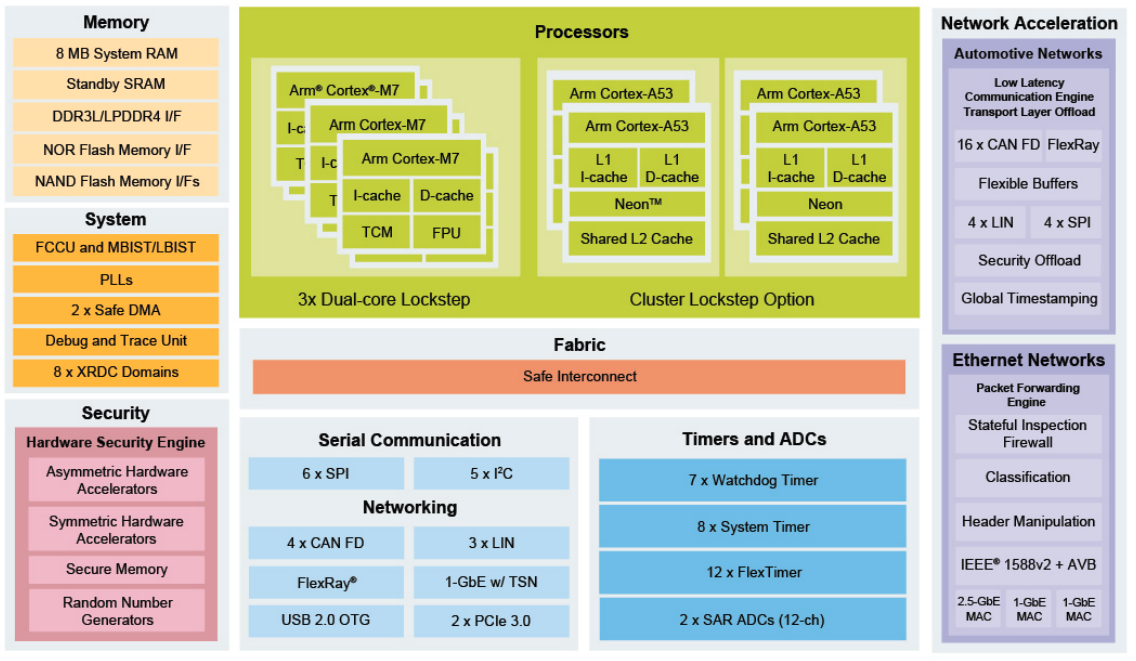 Memory
8 MB System RAM
Standby SRAM
DDR3L/LPDDR4 I/F
NOR Flash Memory I/F
NAND Flash Memory I/Fs
System
FCCU and MBIST/LBIST
PLLs
2 x Safe DMA
Debug and Trace Unit
8 x XRDC Domains
Security
Hardware Security Engine
Asymmetric Hardware
Accelerators
Symmetric Hardware
Accelerators
Secure Memory
Random Number
Generators
Processors
Arm® Cortex®-M7
I-ca
T
Arm Cortex-M7
I-c
T
Arm Cortex-M7
I-cache
D-cache
TCM
FPU
3x Dual-core Lockstep
Arm Cortex-A53
Arm Cortex-A53
L1
I-cache
L1
D-cache
Neon™
Shared L2 Cache
Arm Cortex-A53
Arm Cortex-A53
L1
I-cache
L1
D-cache
Neon
Shared L2 Cache
Cluster Lockstep Option
Fabric
Safe Interconnect
Serial Communication
6 x SPI
5 x I²C
Networking
4 x CAN FD
3 x LIN
FlexRay®
1-GbE w/ TSN
USB 2.0 OTG
2 x PCIe 3.0
Timers and ADCs
7 x Watchdog Timer
8 x System Timer
12 x FlexTimer
2 x SAR ADCs (12-ch)
Network Acceleration
Automotive Networks
Low Latency
Communication Engine
Transport Layer Offload
16 x CAN FD
FlexRay
Flexible Buffers
4 x LIN
4 x SPI
Security Offload
Global Timestamping
Ethernet Networks
Packet Forwarding
Engine
Stateful Inspection
Firewall
Classification
Header Manipulation
IEEE® 1588v2 + AVB
2.5-GbE
MAC
1-GbE
MAC
1-GbE
MAC